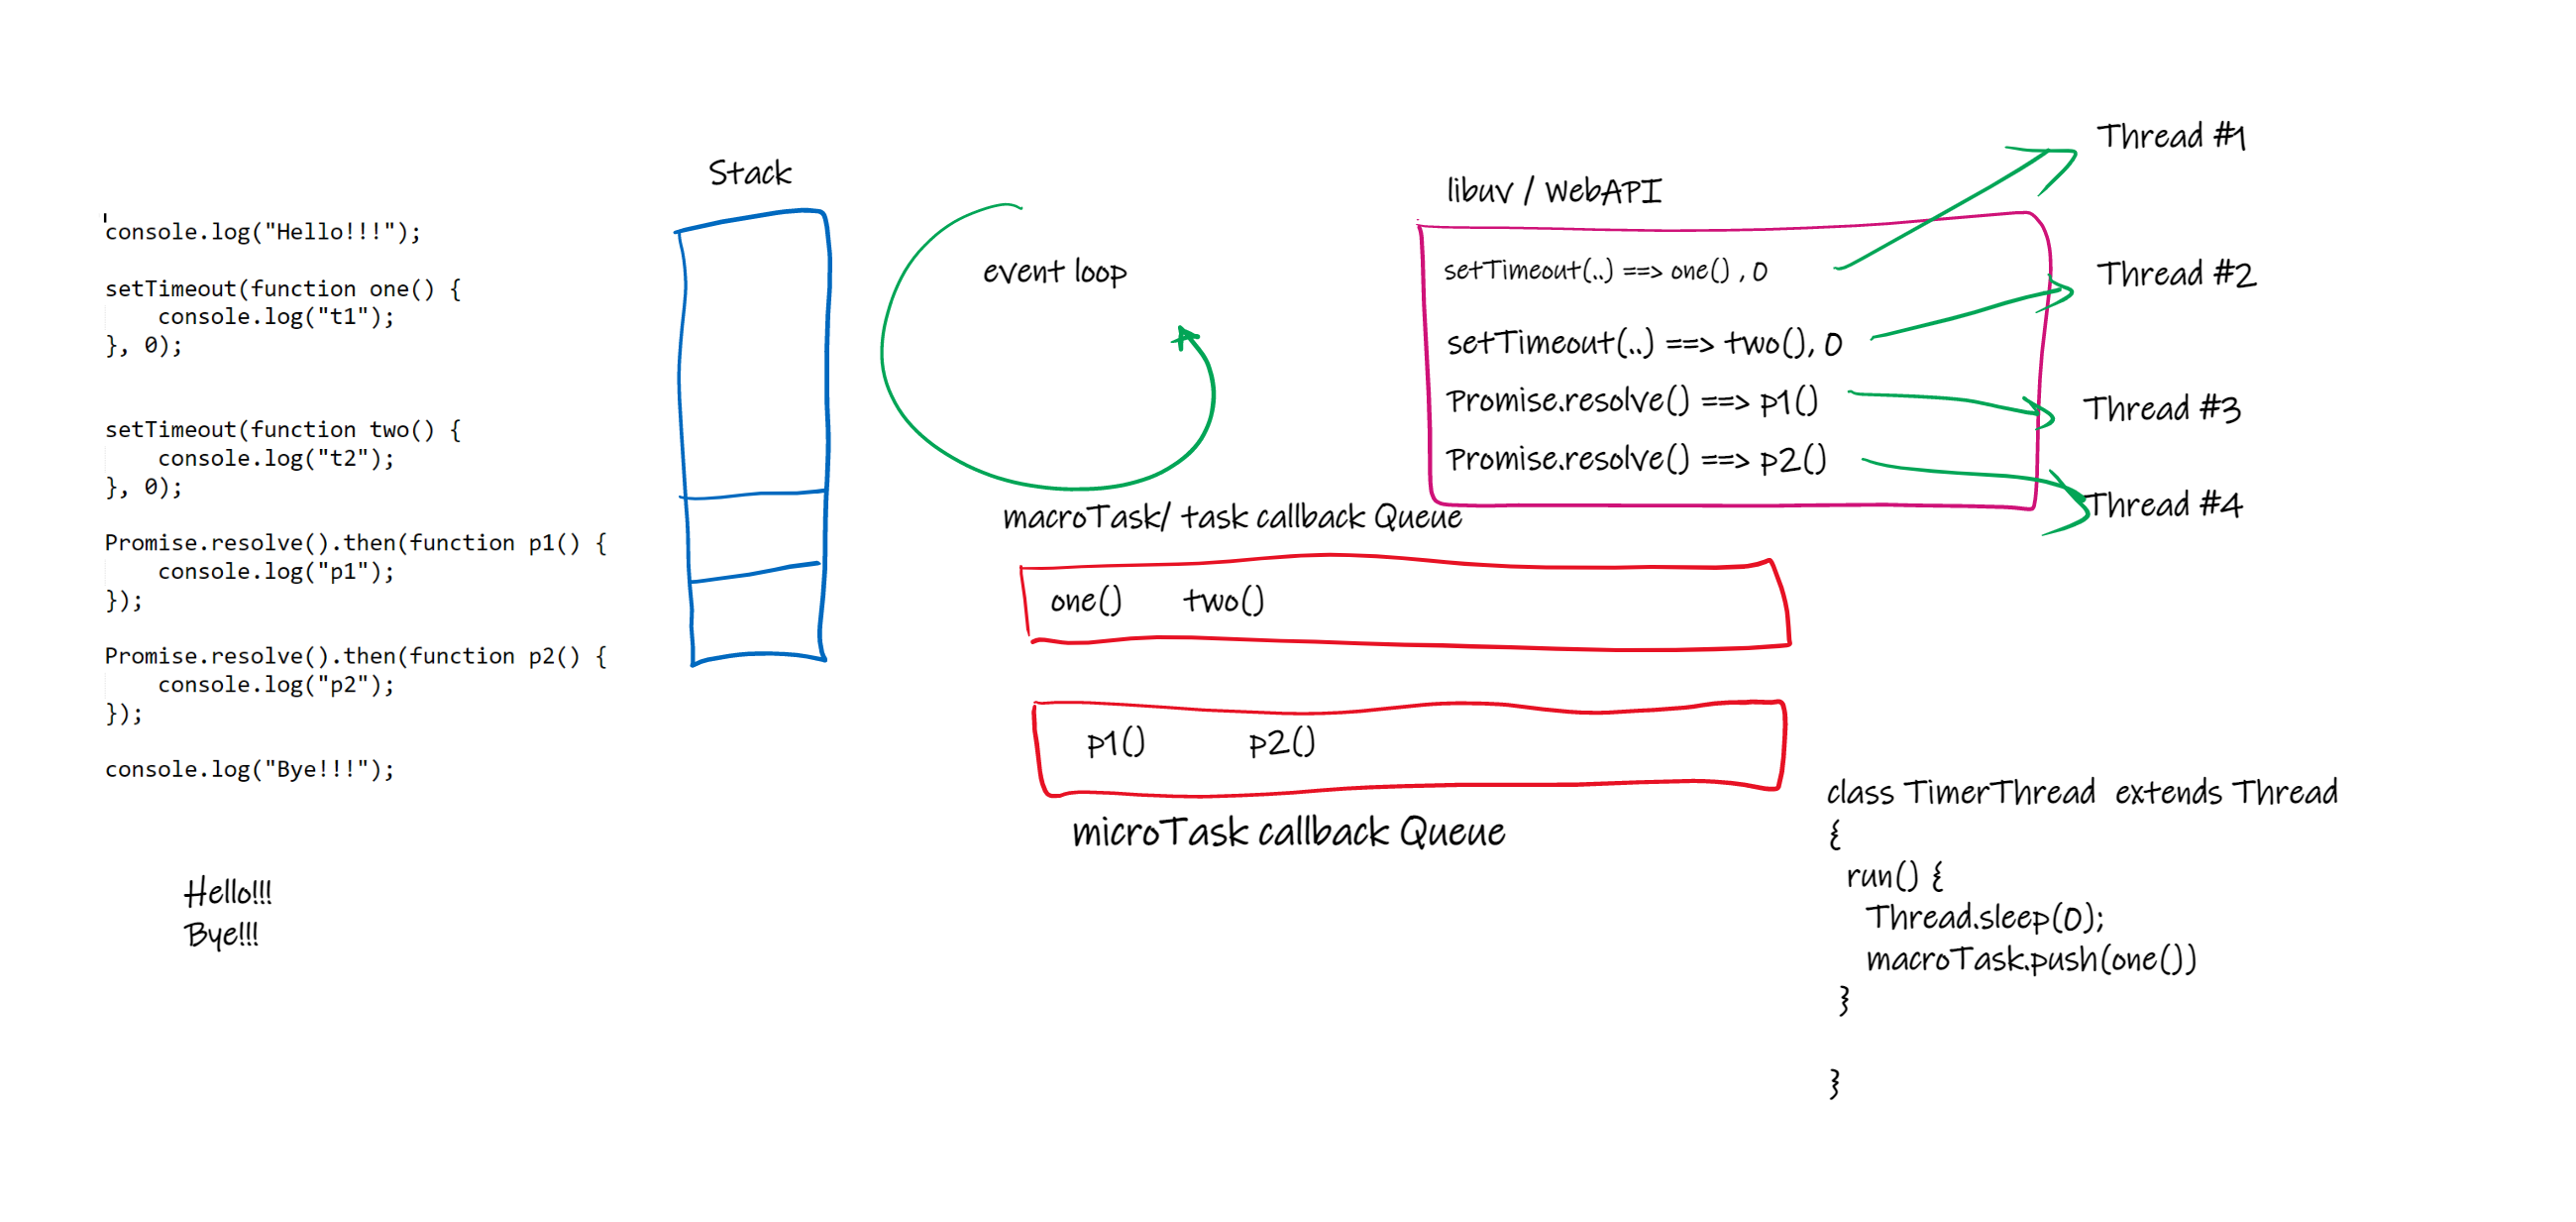 console.log("Hello!!!");
setTimeout(function one() {
    console.log("t1");
}, 0);
setTimeout(function two() {
    console.log("t2");
}, 0);
Promise.resolve().then(function p1() {
    console.log("p1");
});
Promise.resolve().then(function p2() {
    console.log("p2");
});
console.log("Bye!!!");
Hello!!!
Bye!!!
Stack
event loop
libuv / WebAPI
setTimeout(..) ==> one() , 0
setTimeout(..) ==> two(), 0
Promise.resolve() ==> p1()
Promise.resolve() ==> p2()
Thread #1
Thread #2
Thread #3
Thread #4
macroTask/ task callback Queue
one() two()
p1() p2()
microTask callback Queue
class TimerThread extends Thread
{
run() {
Thread.sleep(0);
macroTask.push(one())
}
}